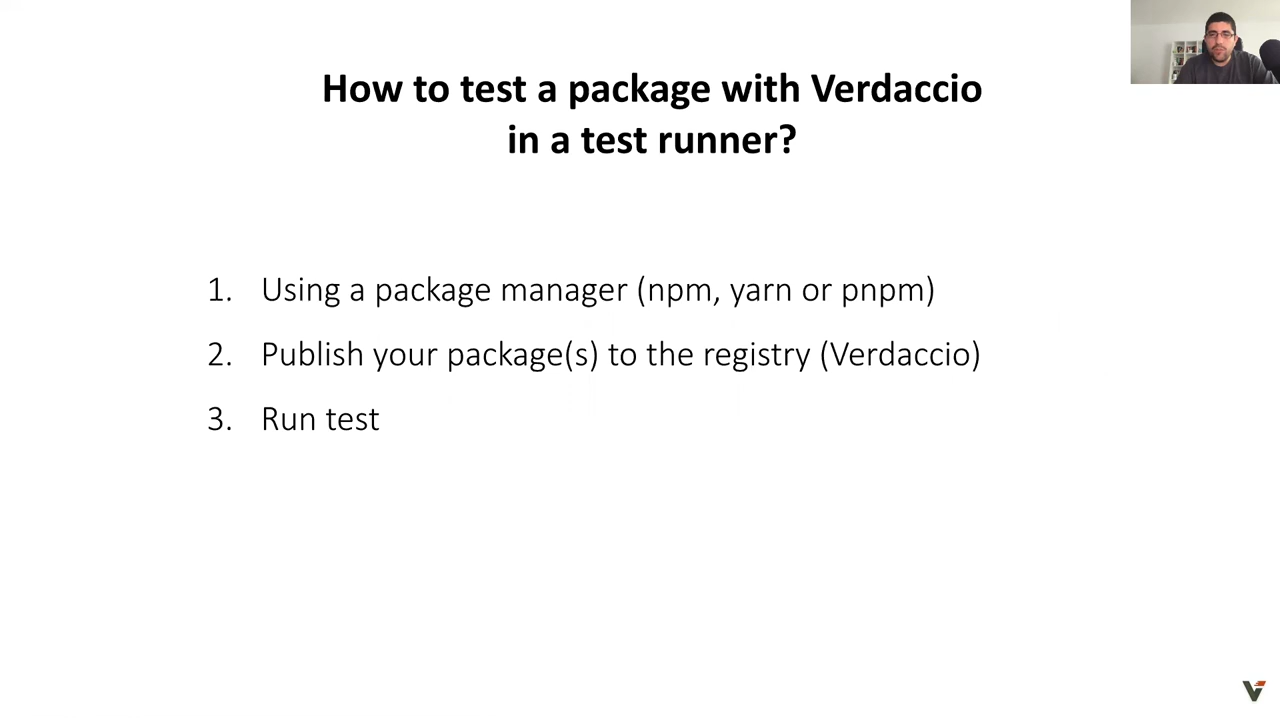 How to test a package with Verdaccio
in a test runner?
1. Using a package manager (npm, yarn or pnpm)
2. Publish your package(s) to the registry (Verdaccio)
3. Run test